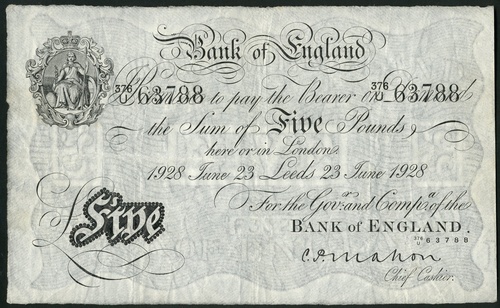 Bank of England
376/U 63788 376/U 63788
I Promise to pay the Bearer on Demand
the Sum of Five Pounds
here or in London.
1928 June 23 Leeds 23 June 1928
For the Govr. and Compa. of the
BANK OF ENGLAND.
376/U 63788
Five
C.P. Mahon
Chief Cashier.